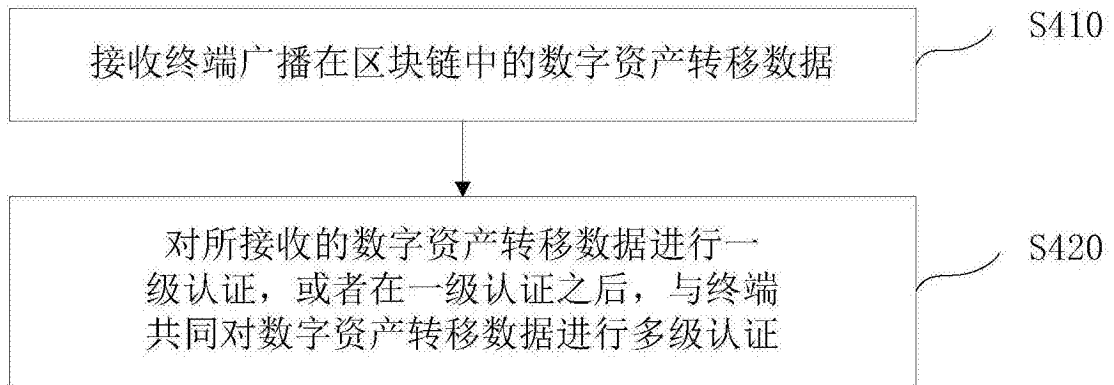 接收终端广播在区块链中的数字资产转移数据
S410
对所接收的数字资产转移数据进行一
级认证，或者在一级认证之后，与终端
共同对数字资产转移数据进行多级认证
S420